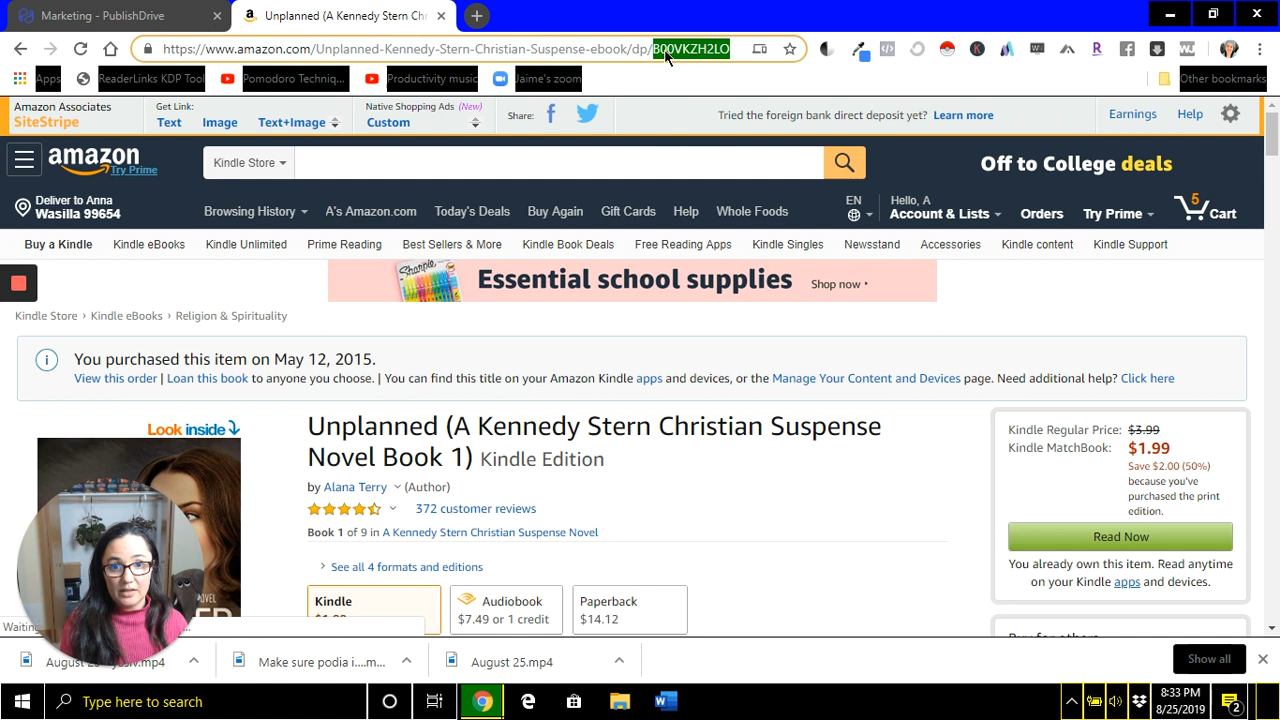 Marketing - PublishDrive
Unplanned (A Kennedy Stern Chr
https://www.amazon.com/Unplanned-Kennedy-Stern-Christian-Suspense-ebook/dp/B00VKZH2LO
Apps
ReaderLinks KDP Tool
Pomodoro Techniq...
Productivity music
Jaime's zoom
Other bookmarks
Amazon Associates
SiteStripe
Get Link:
Text
Image
Text+Image
Native Shopping Ads (New)
Custom
Share:
Tried the foreign bank direct deposit yet? Learn more
Earnings
Help
amazon
Try Prime
Kindle Store
Off to College deals
Deliver to Anna
Wasilla 99654
Browsing History
A's Amazon.com
Today's Deals
Buy Again
Gift Cards
Help
Whole Foods
EN
Hello, A
Account & Lists
Orders
Try Prime
5
Cart
Buy a Kindle
Kindle eBooks
Kindle Unlimited
Prime Reading
Best Sellers & More
Kindle Book Deals
Free Reading Apps
Kindle Singles
Newsstand
Accessories
Kindle content
Kindle Support
Sharpie
Essential school supplies
Shop now
Kindle Store › Kindle eBooks › Religion & Spirituality
You purchased this item on May 12, 2015.
View this order | Loan this book to anyone you choose. | You can find this title on your Amazon Kindle apps and devices, or the Manage Your Content and Devices page. Need additional help? Click here
Look inside
Unplanned (A Kennedy Stern Christian Suspense
Novel Book 1) Kindle Edition
by Alana Terry (Author)
372 customer reviews
Book 1 of 9 in A Kennedy Stern Christian Suspense Novel
See all 4 formats and editions
Kindle
Audiobook
$7.49 or 1 credit
Paperback
$14.12
Kindle Regular Price: $3.99
Kindle MatchBook: $1.99
Save $2.00 (50%)
because you've
purchased the print
edition.
Read Now
You already own this item. Read anytime
on your Kindle apps and devices.
Make sure podia i....m...
August 25.mp4
Show all
Type here to search
8:33 PM
8/25/2019
2